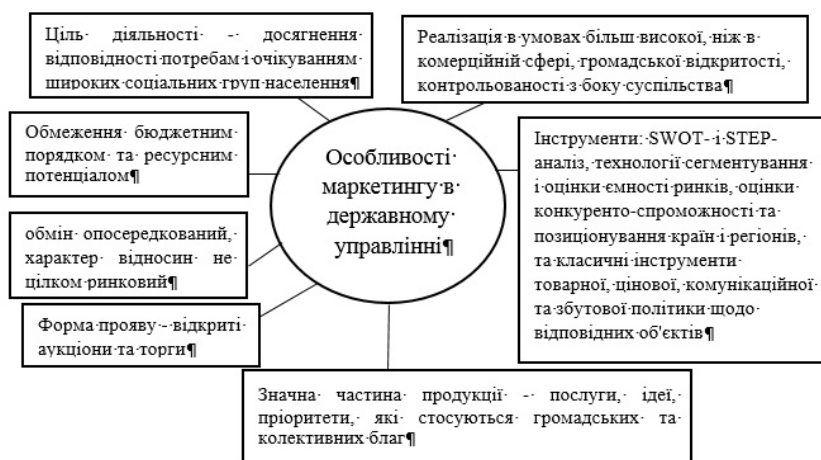 Ціль діяльності - досягнення
відповідності потребам і очікуванням
широких соціальних груп населення¶
Реалізація в умовах більш високої, ніж в
комерційній сфері, громадської відкритості,
контрольованості з боку суспільства¶
Обмеження бюджетним
порядком та ресурсним
потенціалом¶
Особливості
маркетингу в
державному
управлінні¶
Інструменти: SWOT- і STEP-
аналіз, технології сегментування
і оцінки ємності ринків, оцінки
конкуренто-спроможності та
позиціонування країн і регіонів,
та класичні інструменти
товарної, цінової, комунікаційної
та збутової політики щодо
відповідних об'єктів¶
обмін опосередкований,
характер відносин не
цілком ринковий¶
Форма прояву - відкриті
аукціони та торги¶
Значна частина продукції - послуги, ідеї,
пріоритети, які стосуються громадських та
колективних благ¶